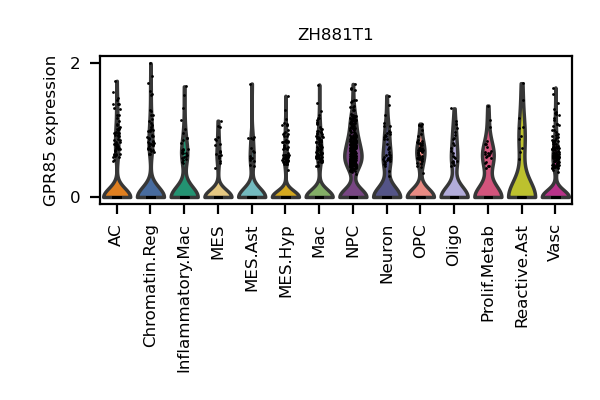 ZH881T1
GPR85 expression
2
0
AC
Chromatin.Reg
Inflammatory.Mac
MES
MES.Ast
MES.Hyp
Mac
NPC
Neuron
OPC
Oligo
Prolif.Metab
Reactive.Ast
Vasc